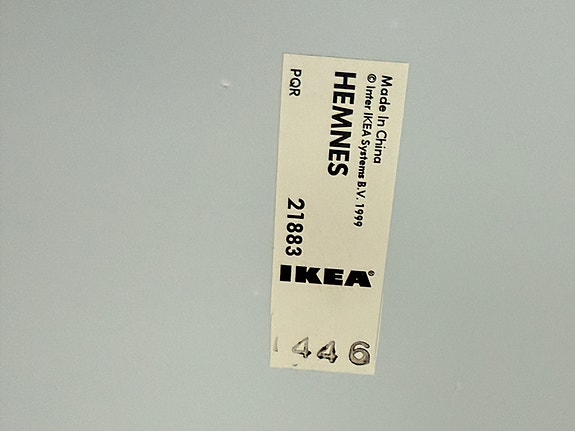 Made In China
© Inter IKEA Systems B.V. 1999
HEMNES
PQR
21883
IKEA®
446